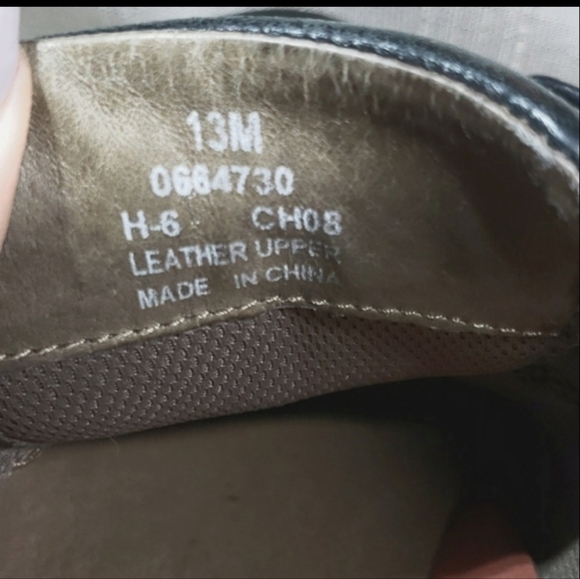 13M
0664730
H-6 CH08
LEATHER UPPER
MADE IN CHINA